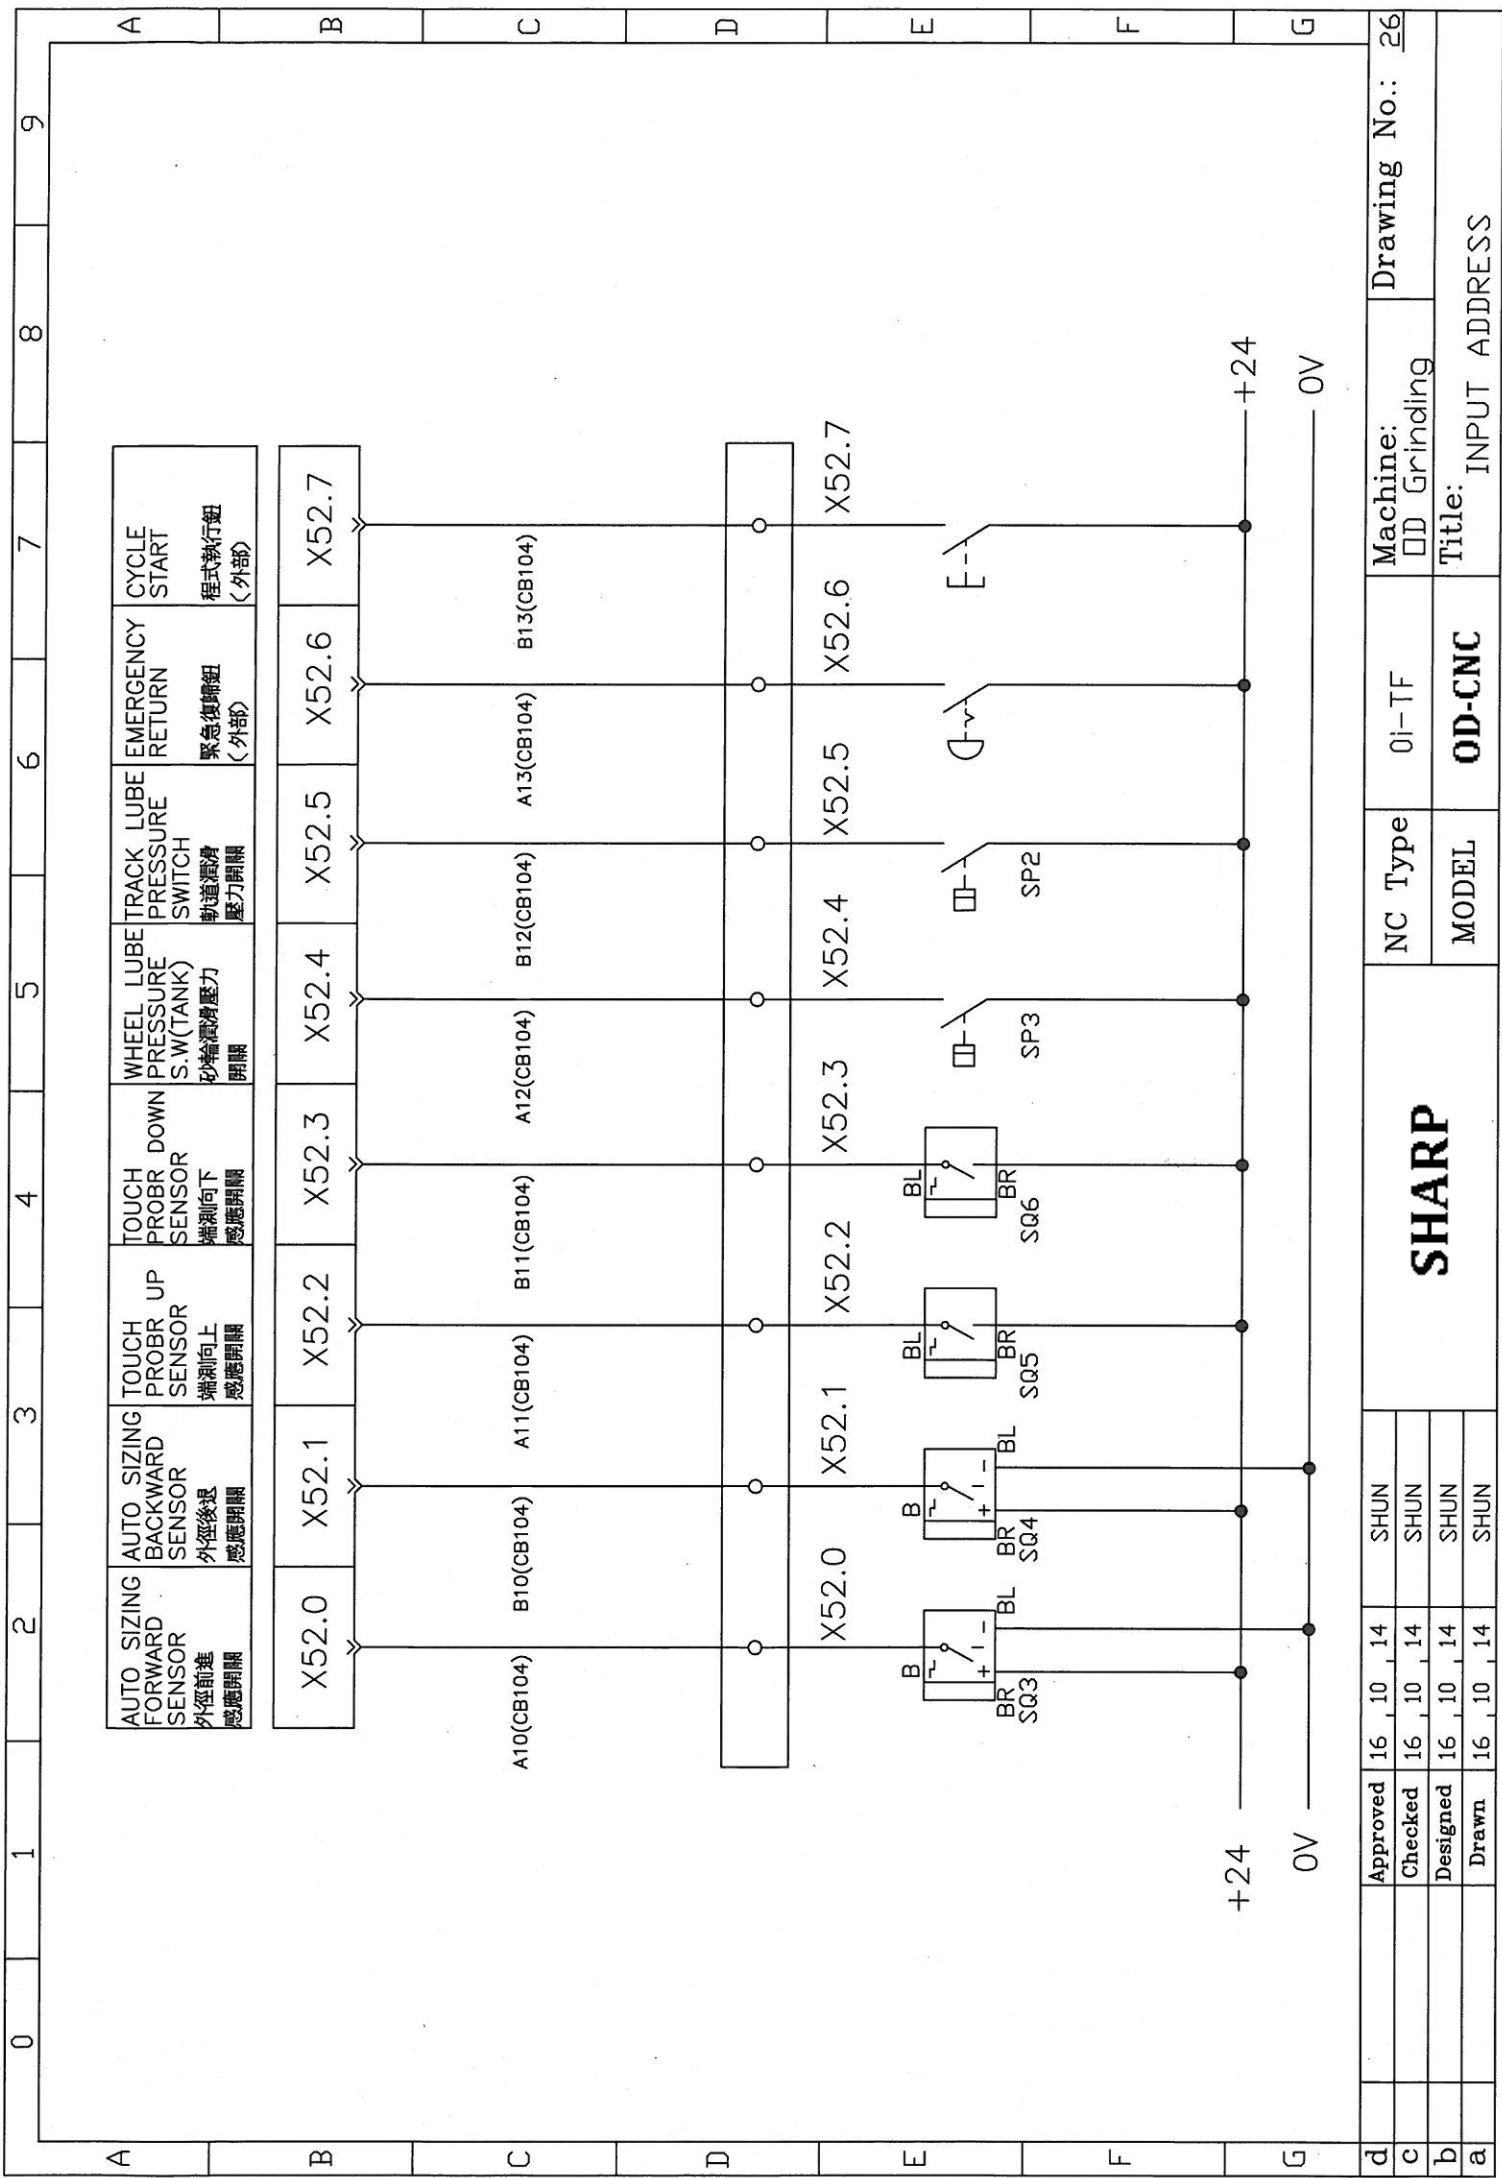 0 1 2 3 4 5 6 7 8 9
A
B
C
D
E
F
G
A
B
C
D
E
F
G
AUTO SIZING
FORWARD
SENSOR
外徑前進
感應開關
AUTO SIZING
BACKWARD
SENSOR
外徑後退
感應開關
TOUCH
PROBR UP
SENSOR
端測向上
感應開關
TOUCH
PROBR DOWN
SENSOR
端測向下
感應開關
WHEEL LUBE
PRESSURE
S.W(TANK)
砂輪潤滑壓力
開關
TRACK LUBE
PRESSURE
SWITCH
軌道潤滑
壓力開關
EMERGENCY
RETURN
緊急復歸鈕
〈外部〉
CYCLE
START
程式執行鈕
〈外部〉
X52.0 X52.1 X52.2 X52.3 X52.4 X52.5 X52.6 X52.7
A10(CB104) B10(CB104) A11(CB104) B11(CB104) A12(CB104) B12(CB104) A13(CB104) B13(CB104)
X52.0 X52.1 X52.2 X52.3 X52.4 X52.5 X52.6 X52.7
B B BL BL
+ - + -
BR BL BR BL BR BR
SQ3 SQ4 SQ5 SQ6 SP3 SP2
+24 +24
0V 0V
d Approved 16 , 10 , 14 SHUN
c Checked 16 , 10 , 14 SHUN
b Designed 16 , 10 , 14 SHUN
a Drawn 16 , 10 , 14 SHUN
SHARP
NC Type 0i-TF
MODEL OD-CNC
Machine:
OD Grinding
Drawing No.: 26
Title:
INPUT ADDRESS